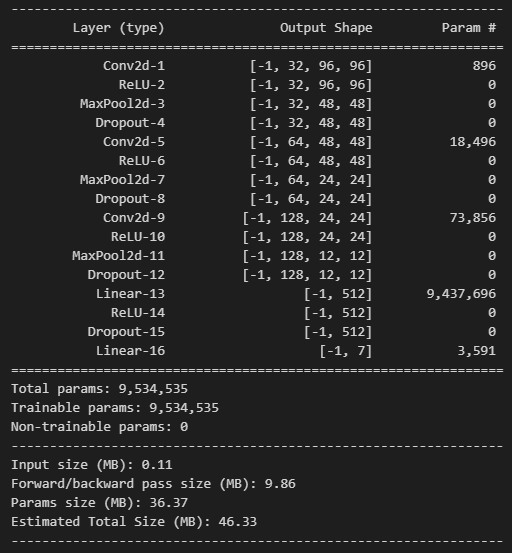 ----------------------------------------------------------------
Layer (type) Output Shape Param #
================================================================
Conv2d-1 [-1, 32, 96, 96] 896
ReLU-2 [-1, 32, 96, 96] 0
MaxPool2d-3 [-1, 32, 48, 48] 0
Dropout-4 [-1, 32, 48, 48] 0
Conv2d-5 [-1, 64, 48, 48] 18,496
ReLU-6 [-1, 64, 48, 48] 0
MaxPool2d-7 [-1, 64, 24, 24] 0
Dropout-8 [-1, 64, 24, 24] 0
Conv2d-9 [-1, 128, 24, 24] 73,856
ReLU-10 [-1, 128, 24, 24] 0
MaxPool2d-11 [-1, 128, 12, 12] 0
Dropout-12 [-1, 128, 12, 12] 0
Linear-13 [-1, 512] 9,437,696
ReLU-14 [-1, 512] 0
Dropout-15 [-1, 512] 0
Linear-16 [-1, 7] 3,591
================================================================
Total params: 9,534,535
Trainable params: 9,534,535
Non-trainable params: 0
----------------------------------------------------------------
Input size (MB): 0.11
Forward/backward pass size (MB): 9.86
Params size (MB): 36.37
Estimated Total Size (MB): 46.33
----------------------------------------------------------------